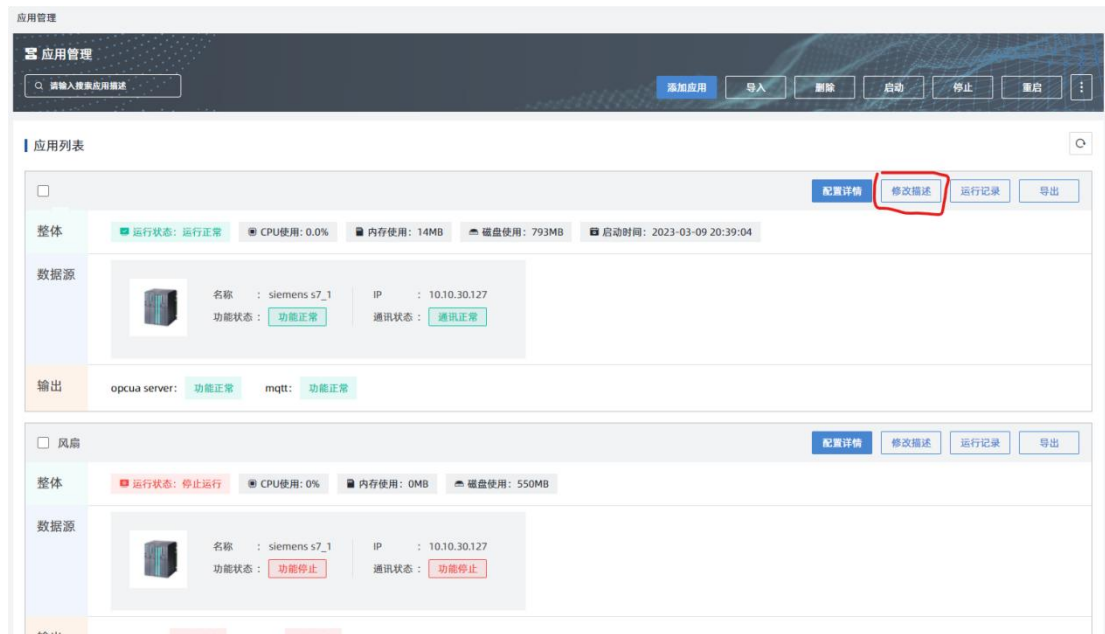 应用管理
应用管理
请输入搜索应用描述
添加应用 导入 删除 启动 停止 重启
应用列表
配置详情 修改描述 运行记录 导出
整体 运行状态: 运行正常 CPU使用: 0.0% 内存使用: 14MB 磁盘使用: 793MB 启动时间: 2023-03-09 20:39:04
数据源
名称 : siemens s7_1 IP : 10.10.30.127
功能状态 : 功能正常 通讯状态 : 通讯正常
输出 opcua server: 功能正常 mqtt: 功能正常
风扇 配置详情 修改描述 运行记录 导出
整体 运行状态: 停止运行 CPU使用: 0% 内存使用: 0MB 磁盘使用: 550MB
数据源
名称 : siemens s7_1 IP : 10.10.30.127
功能状态 : 功能停止 通讯状态 : 功能停止